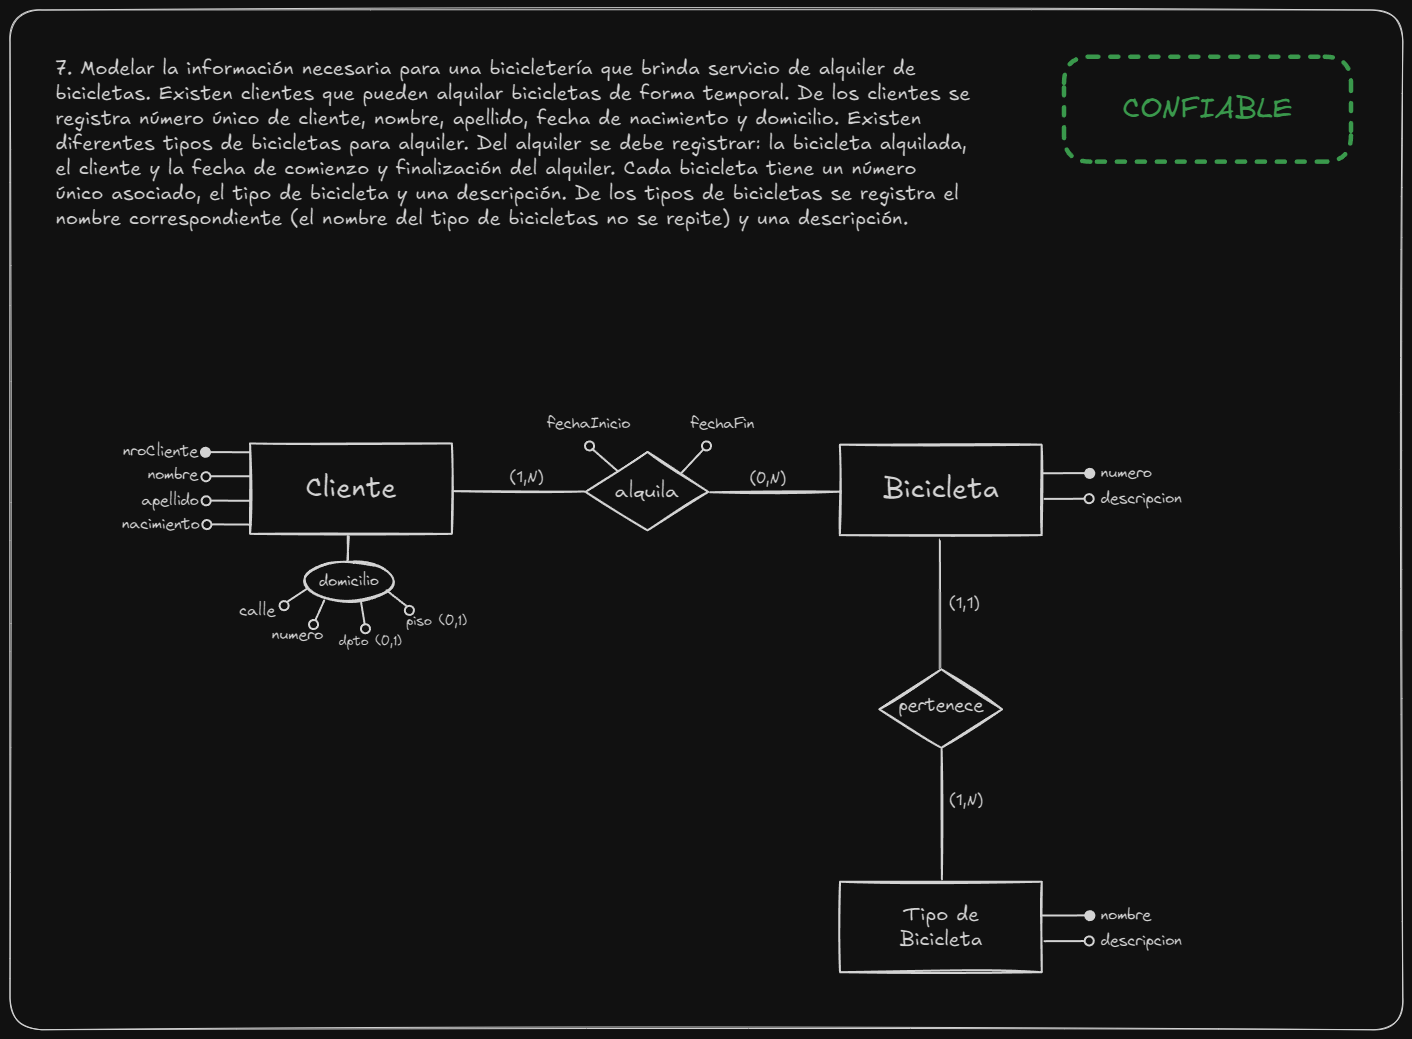 7. Modelar la información necesaria para una bicicletería que brinda servicio de alquiler de
bicicletas. Existen clientes que pueden alquilar bicicletas de forma temporal. De los clientes se
registra número único de cliente, nombre, apellido, fecha de nacimiento y domicilio. Existen
diferentes tipos de bicicletas para alquiler. Del alquiler se debe registrar: la bicicleta alquilada,
el cliente y la fecha de comienzo y finalización del alquiler. Cada bicicleta tiene un número
único asociado, el tipo de bicicleta y una descripción. De los tipos de bicicletas se registra el
nombre correspondiente (el nombre del tipo de bicicletas no se repite) y una descripción.
CONFIABLE
nroCliente
nombre
apellido
nacimiento
Cliente
domicilio
calle
numero
dpto (0,1)
piso (0,1)
(1,N)
fechaInicio
fechaFin
alquila
(0,N)
Bicicleta
numero
descripcion
(1,1)
pertenece
(1,N)
Tipo de
Bicicleta
nombre
descripcion